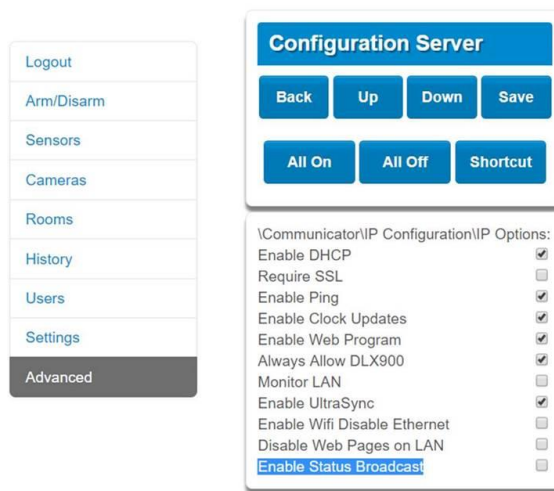 Logout
Arm/Disarm
Sensors
Cameras
Rooms
History
Users
Settings
Advanced
Configuration Server
Back Up Down Save
All On All Off Shortcut
\Communicator\IP Configuration\IP Options:
Enable DHCP
Require SSL
Enable Ping
Enable Clock Updates
Enable Web Program
Always Allow DLX900
Monitor LAN
Enable UltraSync
Enable Wifi Disable Ethernet
Disable Web Pages on LAN
Enable Status Broadcast